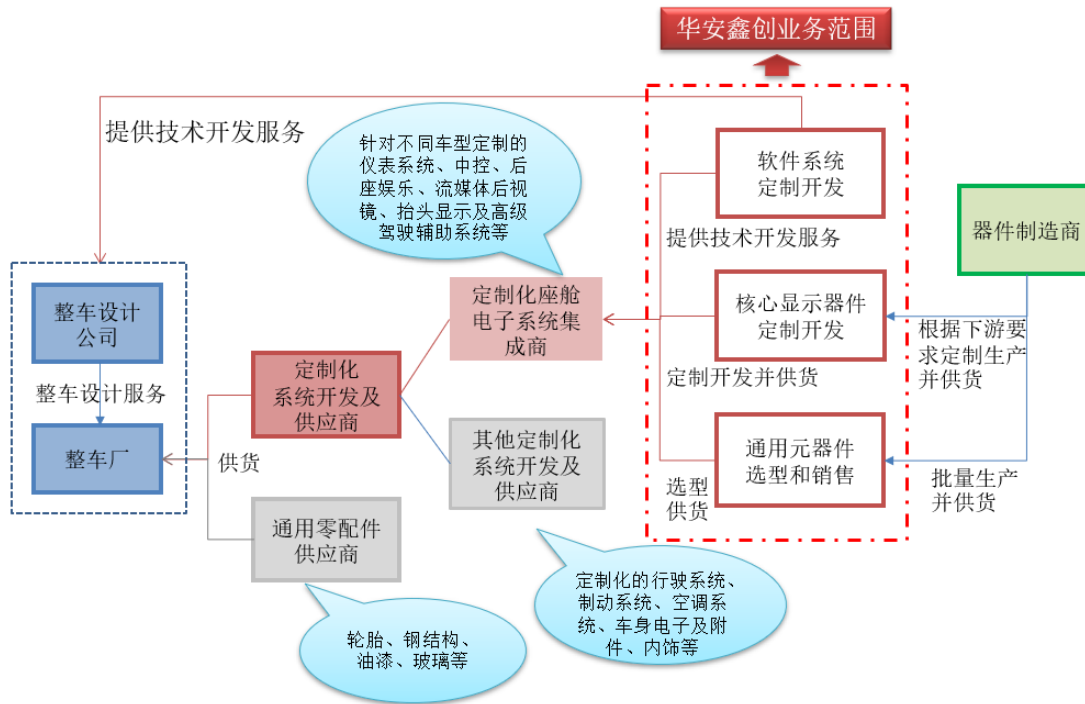 华安鑫创业务范围
提供技术开发服务
针对不同车型定制的
仪表系统、中控、后
座娱乐、流媒体后视
镜、抬头显示及高级
驾驶辅助系统等
软件系统
定制开发
器件制造商
提供技术开发服务
整车设计
公司
整车设计服务
整车厂
定制化座舱
电子系统集
成商
核心显示器件
定制开发
根据下游要
求定制生产
并供货
定制化
系统开发及
供应商
定制开发并供货
供货
其他定制化
系统开发及
供应商
通用元器件
选型和销售
选型
供货
批量生产
并供货
通用零配件
供应商
定制化的行驶系统、
制动系统、空调系
统、车身电子及附
件、内饰等
轮胎、钢结构、
油漆、玻璃等